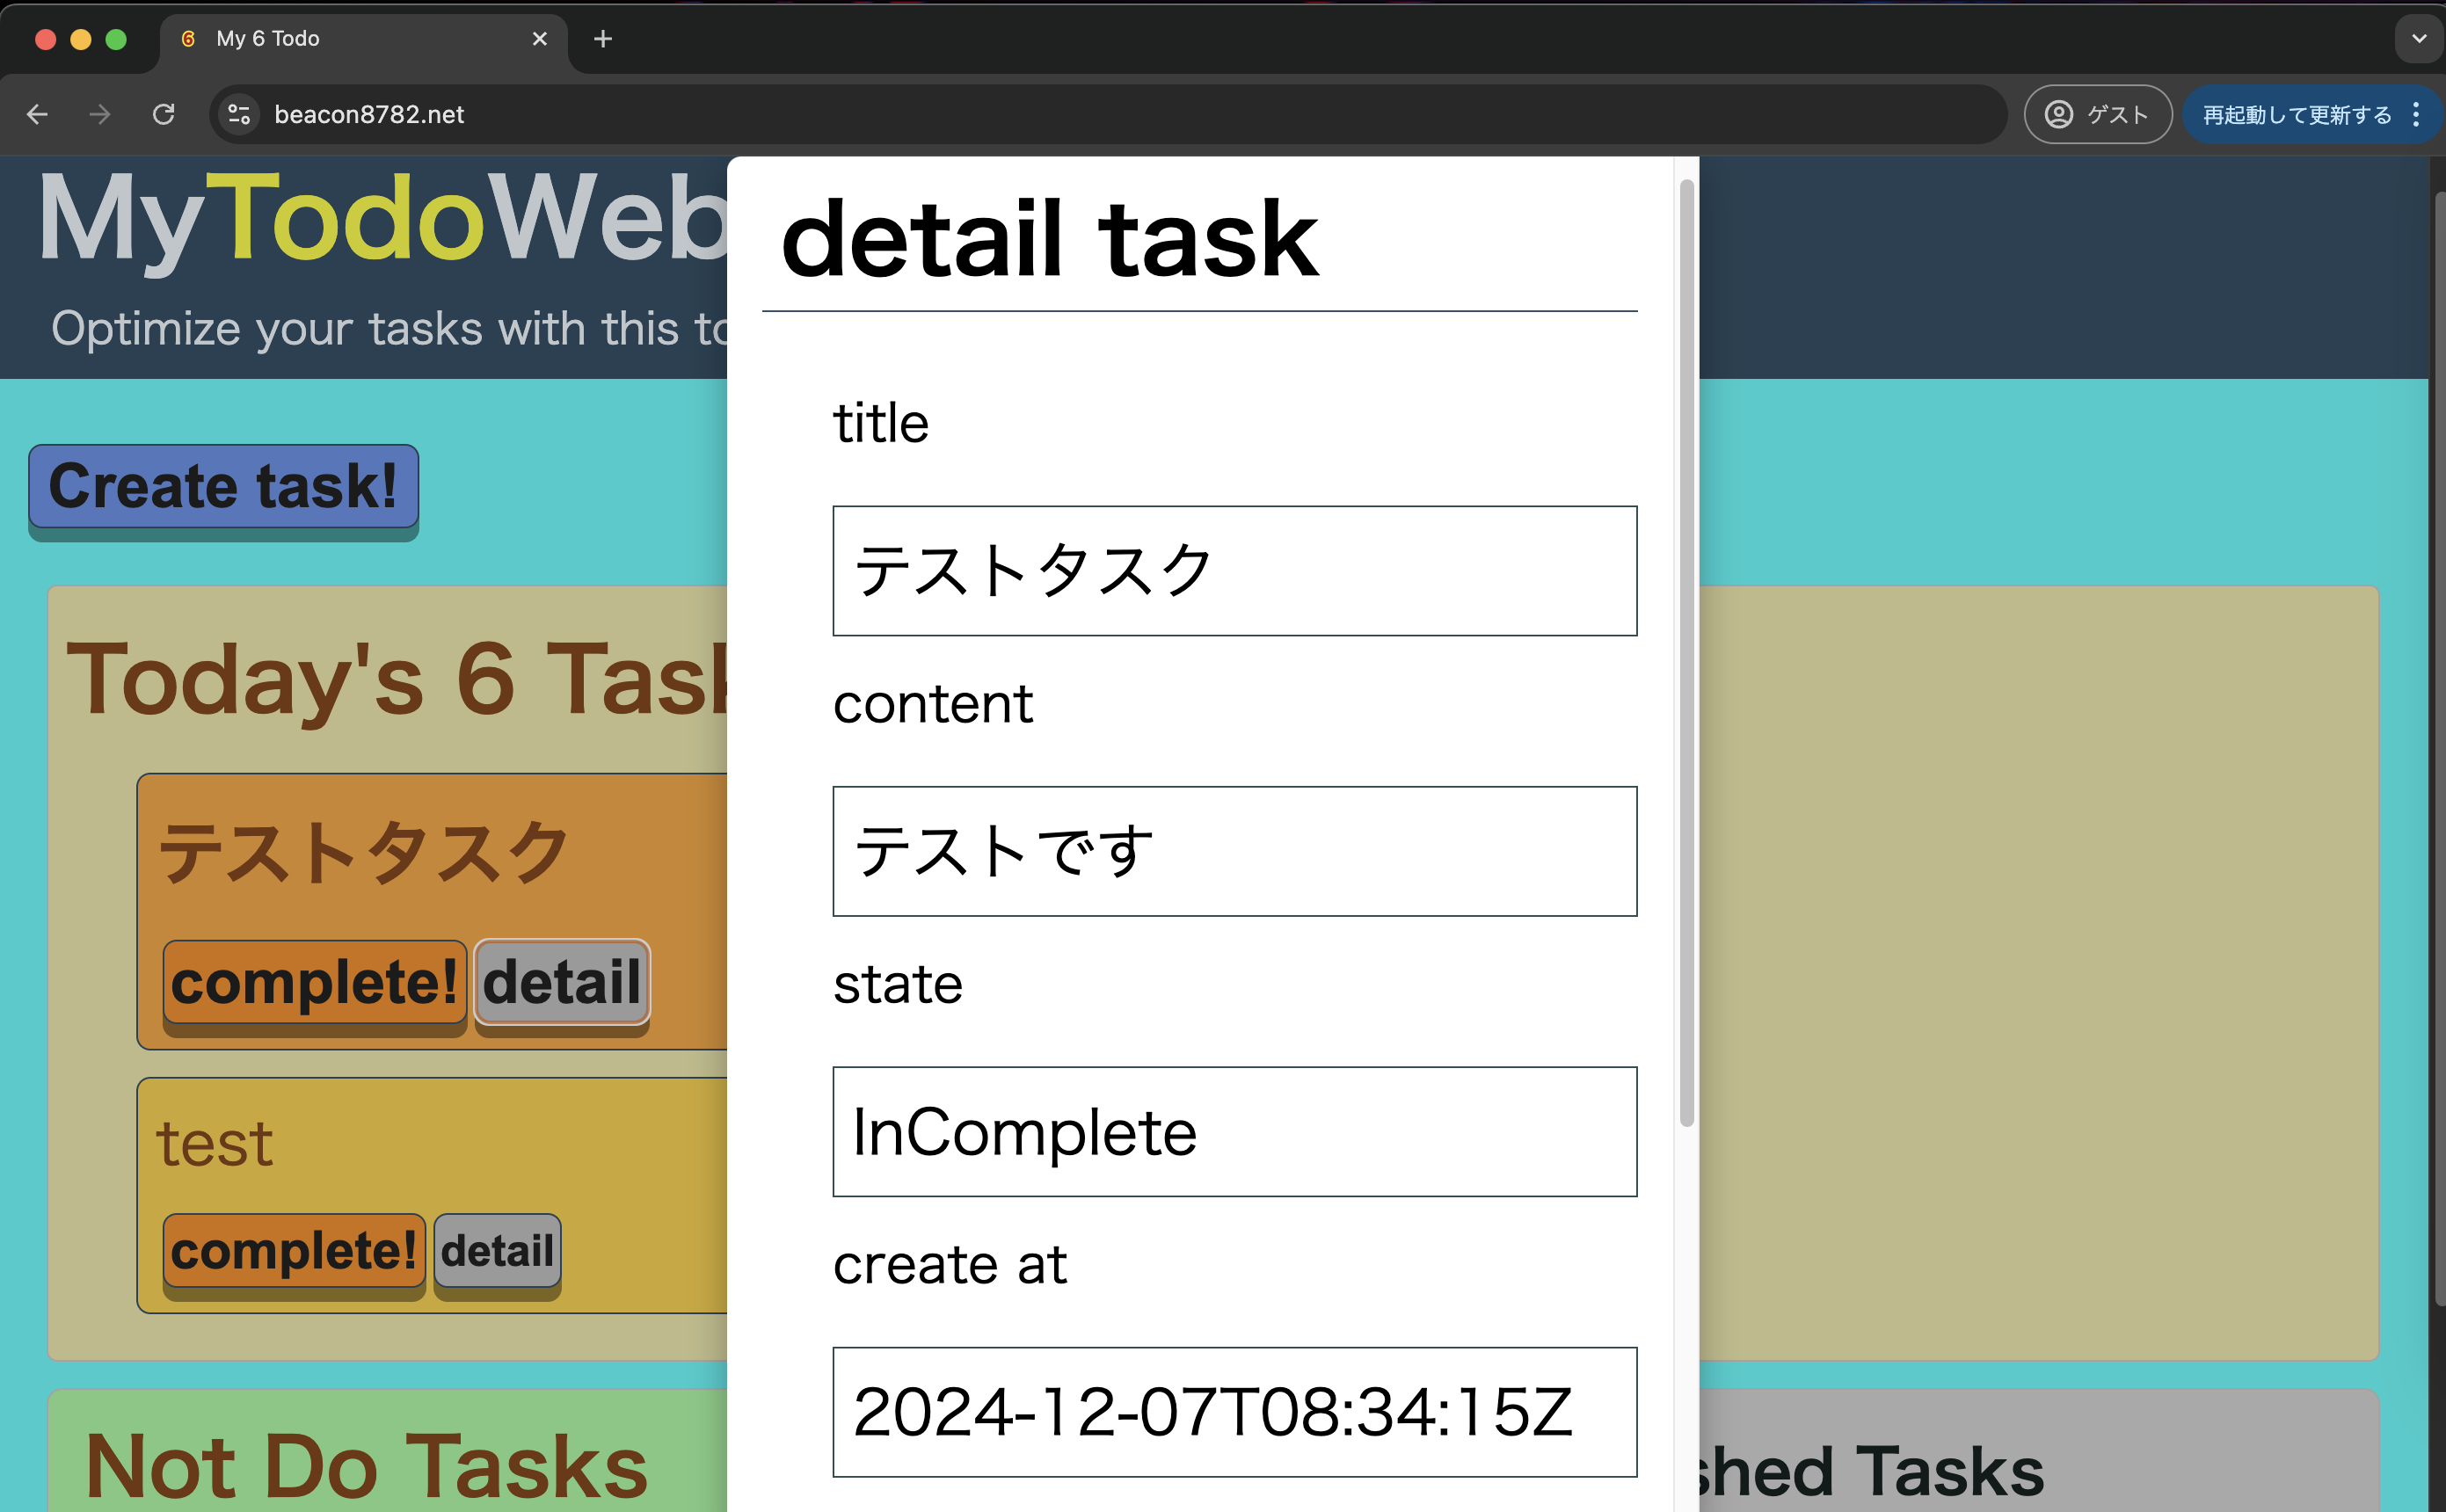 My 6 Todo
beacon8782.net
ゲスト
再起動して更新する
MyTodoWeb
Optimize your tasks with this
Create task!
Today's 6
テストタスク
complete!
detail
test
complete!
detail
Not Do Tasks
detail task
title
テストタスク
content
テストです
state
InComplete
create at
2024-12-07T08:34:15Z
Tasks